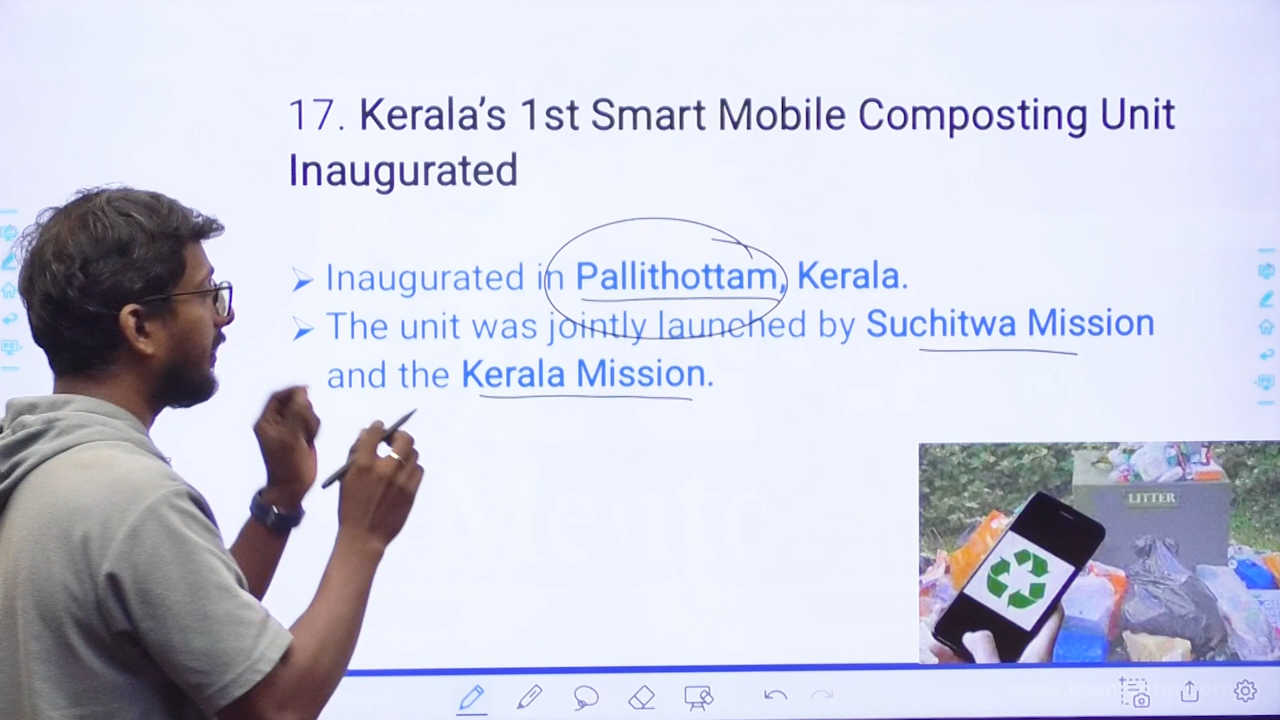 17. Kerala's 1st Smart Mobile Composting Unit
Inaugurated
➢ Inaugurated in Pallithottam, Kerala.
➢ The unit was jointly launched by Suchitwa Mission
and the Kerala Mission.
LITTER